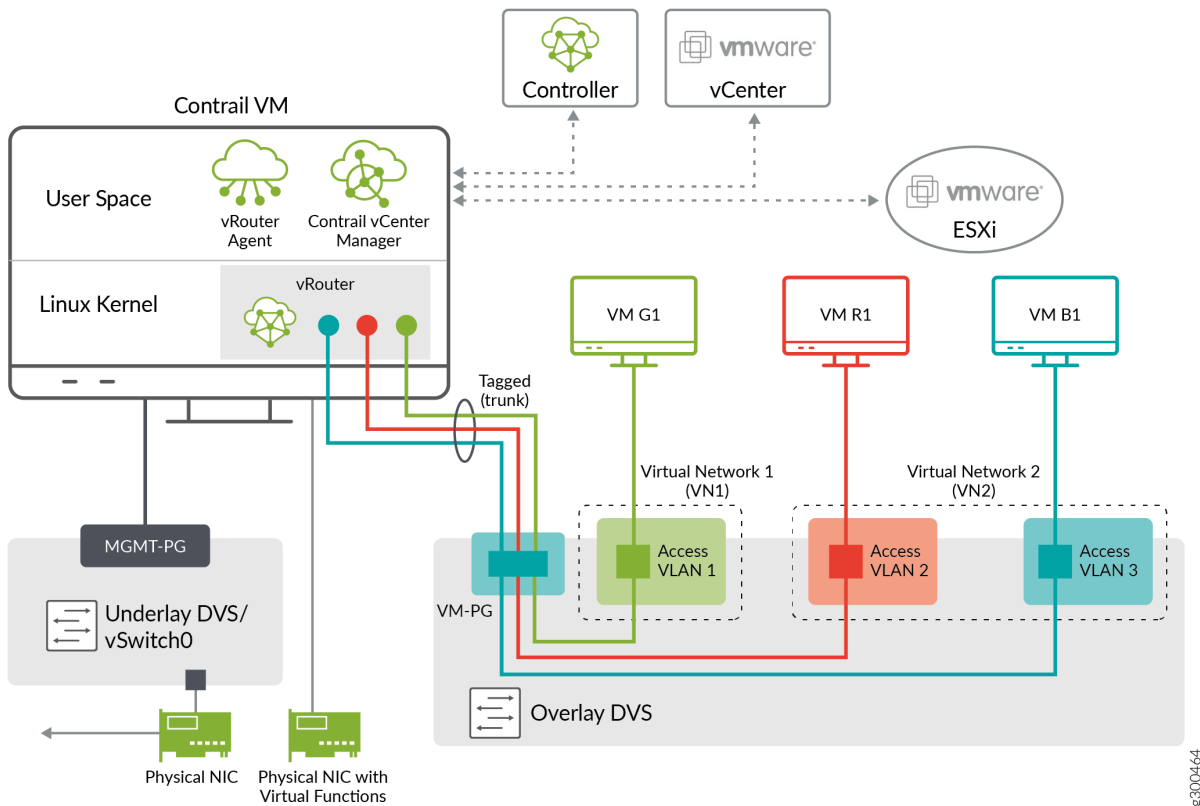 Controller
vmware®
vCenter
Contrail VM
User Space
vRouter
Agent
Contrail vCenter
Manager
vmware®
ESXi
Linux Kernel
vRouter
VM G1
VM R1
VM B1
Tagged
(trunk)
Virtual Network 1
(VN1)
Virtual Network 2
(VN2)
MGMT-PG
Access
VLAN 1
Access
VLAN 2
Access
VLAN 3
VM-PG
Underlay DVS/
vSwitch0
Overlay DVS
Physical NIC
Physical NIC with
Virtual Functions
g300464